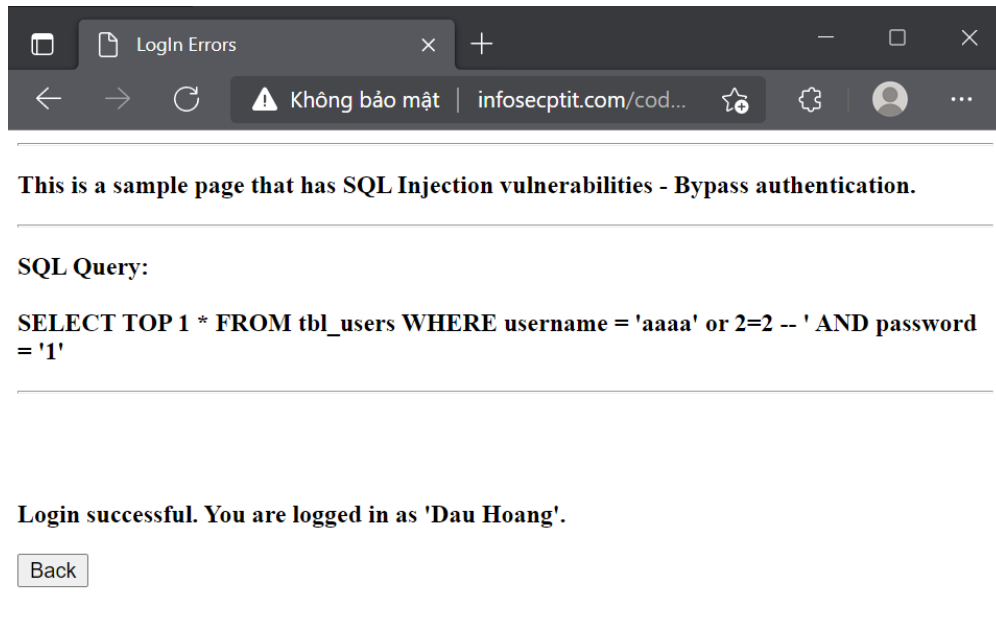 LogIn Errors
Không bảo mật | infosecptit.com/cod...
This is a sample page that has SQL Injection vulnerabilities - Bypass authentication.
SQL Query:
SELECT TOP 1 * FROM tbl_users WHERE username = 'aaaa' or 2=2 -- ' AND password
= '1'
Login successful. You are logged in as 'Dau Hoang'.
Back